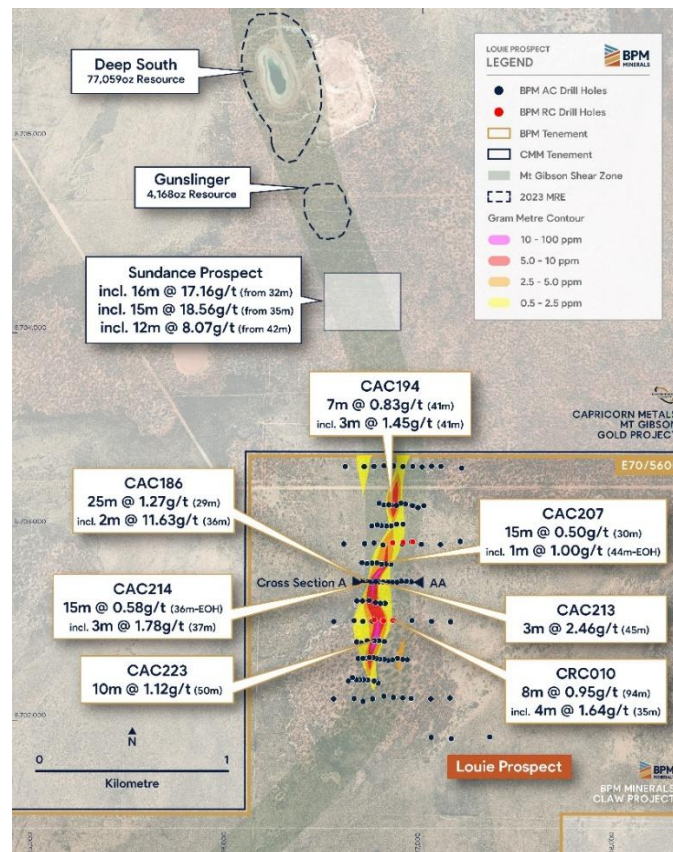 Deep South
77,059oz Resource
Gunslinger
4,168oz Resource
Sundance Prospect
incl. 16m @ 17.16g/t (from 32m)
incl. 15m @ 18.56g/t (from 35m)
incl. 12m @ 8.07g/t (from 42m)
LOUIE PROSPECT
LEGEND
BPM
MINERALS
BPM AC Drill Holes
BPM RC Drill Holes
BPM Tenement
CMM Tenement
Mt Gibson Shear Zone
2023 MRE
Gram Metre Contour
10 - 100 ppm
5.0 - 10 ppm
2.5 - 5.0 ppm
0.5 - 2.5 ppm
CAPRICORN METALS
MT GIBSON
GOLD PROJECT
E70/560
CAC194
7m @ 0.83g/t (41m)
incl. 3m @ 1.45g/t (41m)
CAC186
25m @ 1.27g/t (29m)
incl. 2m @ 11.63g/t (36m)
CAC207
15m @ 0.50g/t (30m)
incl. 1m @ 1.00g/t (44m-EOH)
Cross Section A
AA
CAC214
15m @ 0.58g/t (36m-EOH)
incl. 3m @ 1.78g/t (37m)
CAC213
3m @ 2.46g/t (45m)
CAC223
10m @ 1.12g/t (50m)
CRC010
8m @ 0.95g/t (94m)
incl. 4m @ 1.64g/t (35m)
N
0 1
Kilometre
Louie Prospect
BPM
BPM MINERALS
CLAW PROJECT